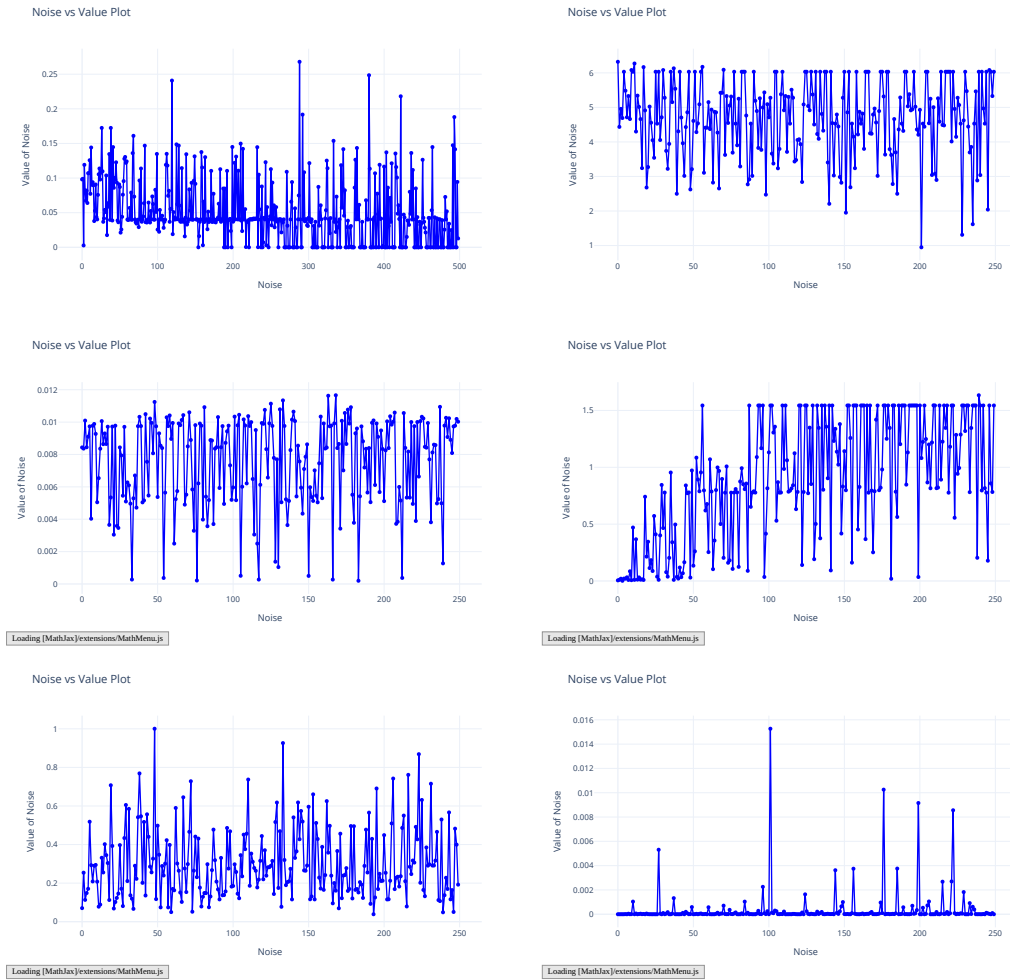 Noise vs Value Plot
0.25
0.2
0.15
0.1
0.05
0
0 100 200 300 400 500
Value of Noise
Noise
Noise vs Value Plot
6
5
4
3
2
1
0 50 100 150 200 250
Value of Noise
Noise
Noise vs Value Plot
0.012
0.01
0.008
0.006
0.004
0.002
0
0 50 100 150 200 250
Value of Noise
Noise
Loading [MathJax]/extensions/MathMenu.js
Noise vs Value Plot
1.5
1
0.5
0
0 50 100 150 200 250
Value of Noise
Noise
Loading [MathJax]/extensions/MathMenu.js
Noise vs Value Plot
1
0.8
0.6
0.4
0.2
0
0 50 100 150 200 250
Value of Noise
Noise
Loading [MathJax]/extensions/MathMenu.js
Noise vs Value Plot
0.016
0.014
0.012
0.01
0.008
0.006
0.004
0.002
0
0 50 100 150 200 250
Value of Noise
Noise
Loading [MathJax]/extensions/MathMenu.js